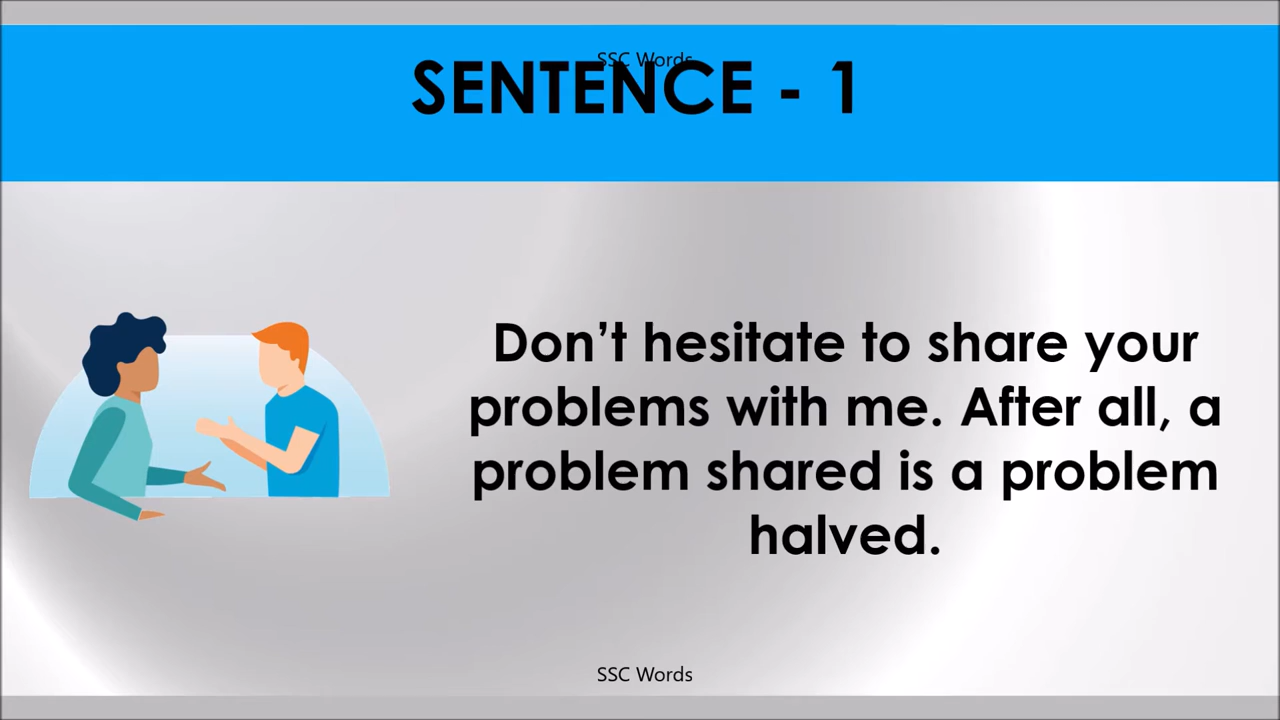 SSC Words
SENTENCE - 1
Don’t hesitate to share your
problems with me. After all, a
problem shared is a problem
halved.
SSC Words